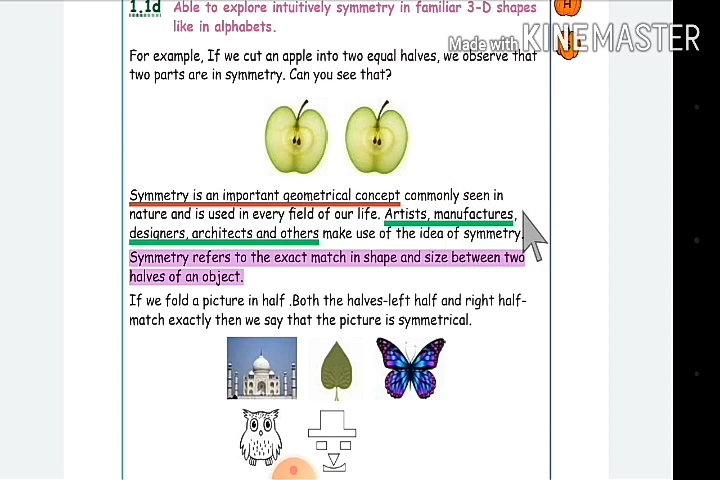 1.1d Able to explore intuitively symmetry in familiar 3-D shapes
like in alphabets.
Made with KINEMASTER
H
For example, If we cut an apple into two equal halves, we observe that
two parts are in symmetry. Can you see that?
Symmetry is an important geometrical concept commonly seen in
nature and is used in every field of our life. Artists, manufactures,
designers, architects and others make use of the idea of symmetry.
Symmetry refers to the exact match in shape and size between two
halves of an object.
If we fold a picture in half .Both the halves-left half and right half-
match exactly then we say that the picture is symmetrical.